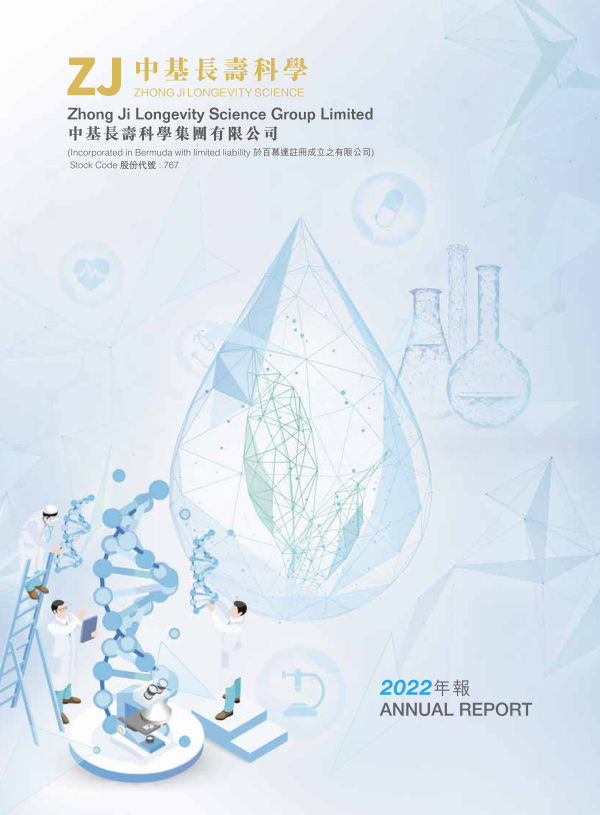 ZJ 中基長壽科學
ZHONG JI LONGEVITY SCIENCE
Zhong Ji Longevity Science Group Limited
中基長壽科學集團有限公司
(Incorporated in Bermuda with limited liability 於百慕達註冊成立之有限公司)
Stock Code 股份代號 : 767
2022年報
ANNUAL REPORT